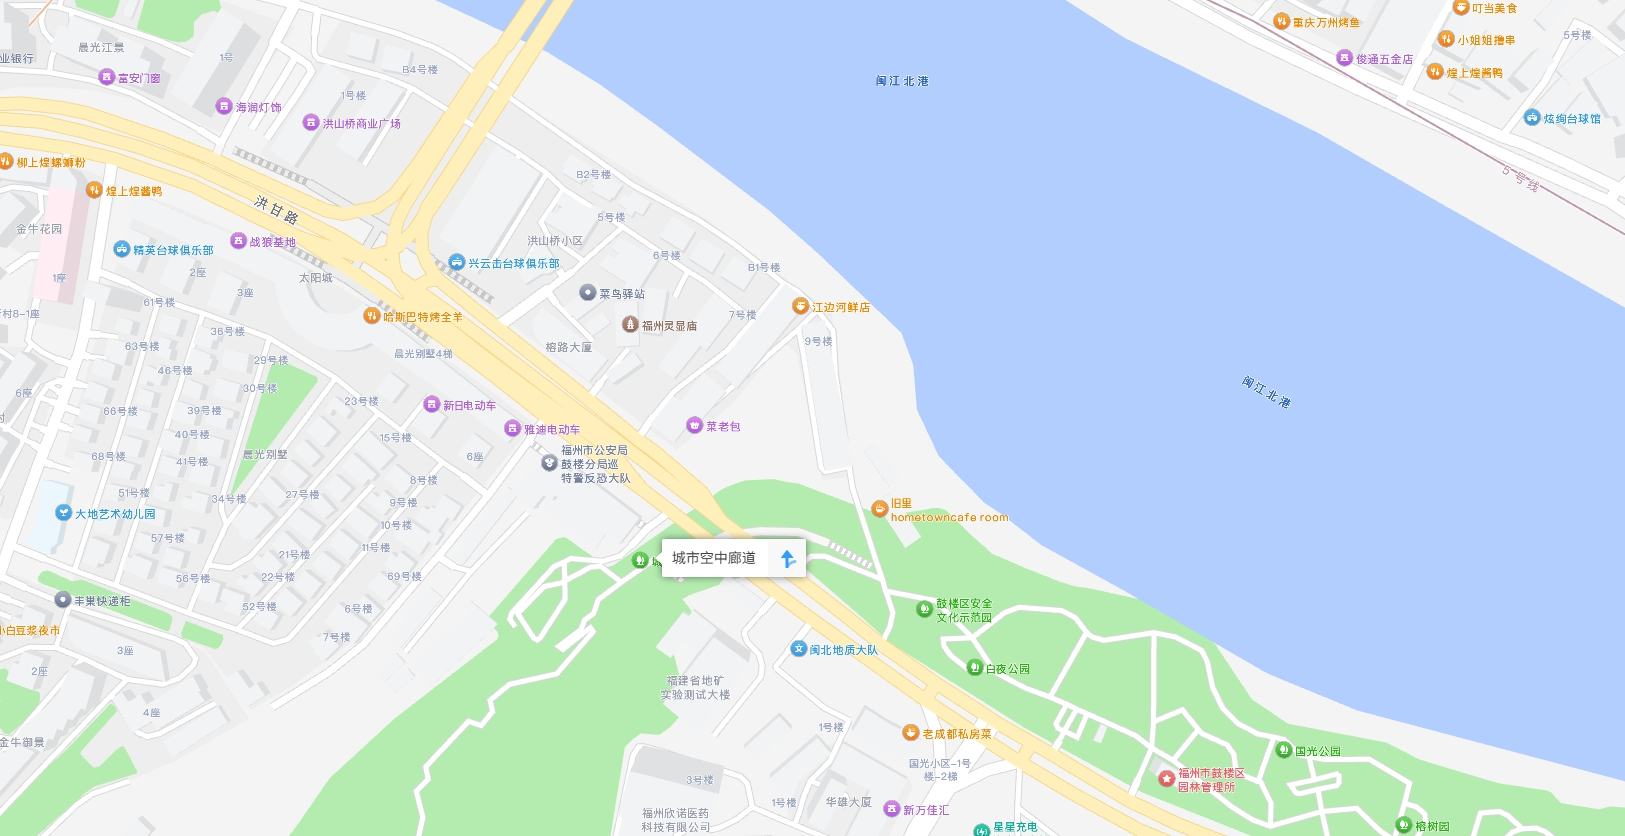 重庆万州烤鱼
叮当美食
5号楼
小姐姐撸串
晨光江景
1号
业银行
俊通五金店
B4号楼
煌上煌酱鸭
富安门窗
闽江北港
1号楼
海润灯饰
洪山桥商业广场
炫绚台球馆
柳上煌螺蛳粉
煌上煌酱鸭
B2号楼
5号线
洪甘路
5号楼
金牛花园
战狼基地
洪山桥小区
精英台球俱乐部
6号楼
兴云击台球俱乐部
B1号楼
2座
太阳城
1座
3座
菜鸟驿站
61号楼
江边河鲜店
村8-1座
哈斯巴特烤全羊
7号楼
福州灵显庙
36号楼
9号楼
63号楼
榕路大厦
晨光别墅4梯
29号楼
46号楼
30号楼
闽江北港
6座
23号楼
新日电动车
66号楼
39号楼
村
菜老包
雅迪电动车
40号楼
15号楼
福州市公安局
鼓楼分局巡
特警反恐大队
晨光别墅
68号楼
6座
41号楼
8号楼
51号楼
34号楼
27号楼
9号楼
旧里
hometowncafe room
大地艺术幼儿园
10号楼
57号楼
11号楼
21号楼
城
城市空中廊道
56号楼
22号楼
69号楼
丰巢快递柜
52号楼
6号楼
鼓楼区安全
文化示范园
小白豆浆夜市
7号楼
3座
闽北地质大队
2座
白夜公园
福建省地矿
实验测试大楼
4座
1号楼
老成都私房菜
金牛御景
国光公园
国光小区-1号
楼-2梯
3号楼
福州市鼓楼区
园林管理所
1号楼
华雄大厦
新万佳汇
福州欣诺医药
科技有限公司
星星充电
榕树园